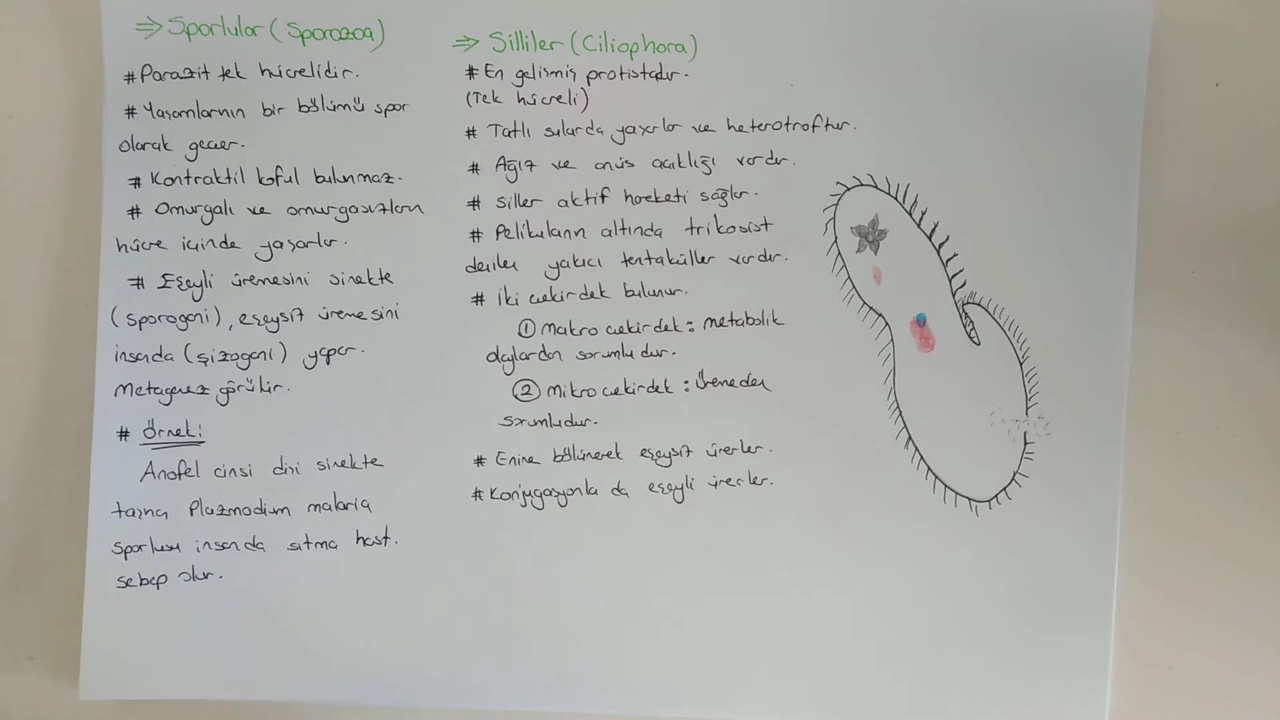 ⇒ Sporlular (Sporozoa)
# Parazit tek hücrelidir.
# Yaşamlarının bir bölümü spor
olarak geçer.
# Kontraktil koful bulunmaz.
# Omurgalı ve omurgasızların
hücre içinde yaşarlar.
# Eşeyli üremesini sinekte
(sporogoni), eşeysiz üremesini
insanda (şizogoni) yapar.
Metagenez görülür.
# Örnek:
Anofel cinsi dişi sinekte
taşınan Plazmodium malaria
sporlusu insanda sıtma hast.
sebep olur.
⇒ Silliler (Ciliophora)
# En gelişmiş protistadır.
(Tek hücreli)
# Tatlı sularda yaşarlar ve heterotroftur.
# Ağız ve anüs açıklığı vardır.
# Siller aktif hareketi sağlar.
# Pelikulanın altında trikosist
denilen yakıcı tentaküller vardır.
# İki çekirdek bulunur.
① Makro çekirdek: metabolik
olaylardan sorumludur.
② Mikro çekirdek: Üremeden
sorumludur.
# Enine bölünerek eşeysiz ürerler.
# Konjugasyonla da eşeyli ürerler.